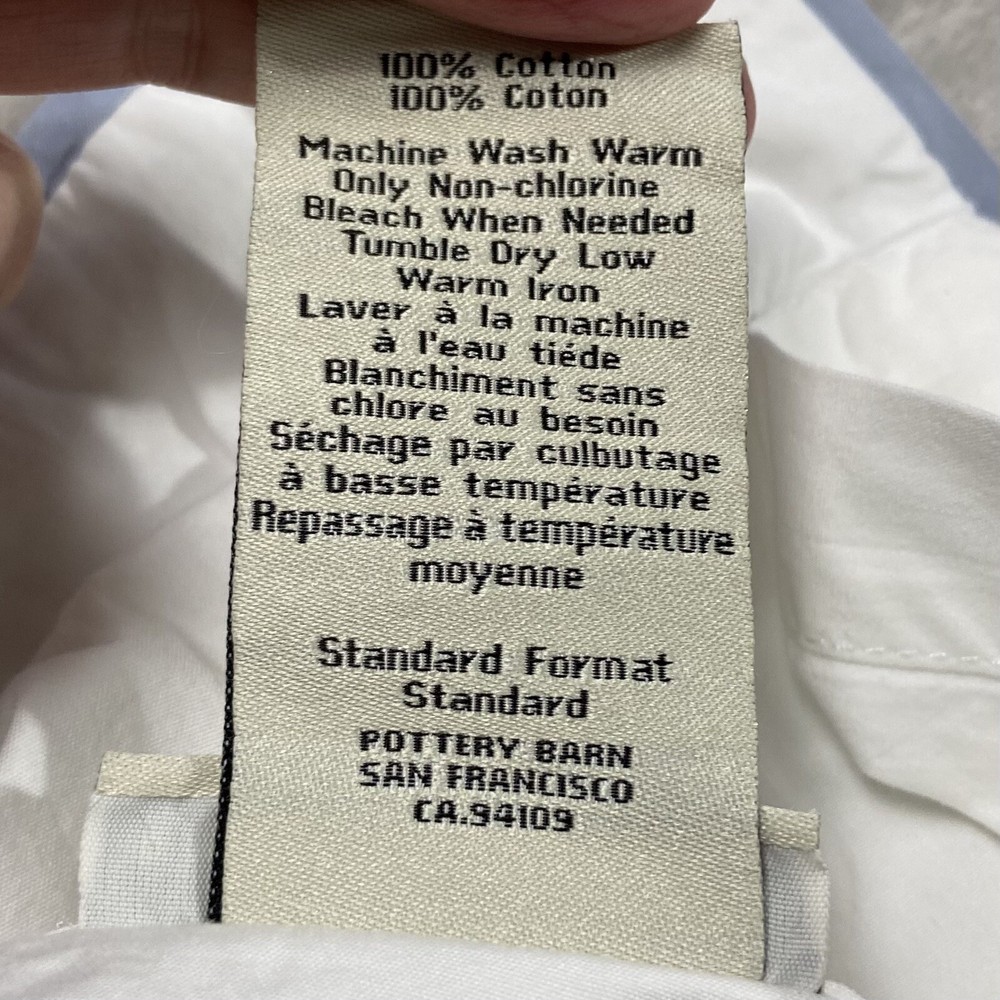 100% Cotton
100% Coton
Machine Wash Warm
Only Non-chlorine
Bleach When Needed
Tumble Dry Low
Warm Iron
Laver à la machine
à l'eau tiéde
Blanchiment sans
chlore au besoin
Séchage par culbutage
à basse température
Repassage à température
moyenne
Standard Format
Standard
POTTERY BARN
SAN FRANCISCO
CA.94109